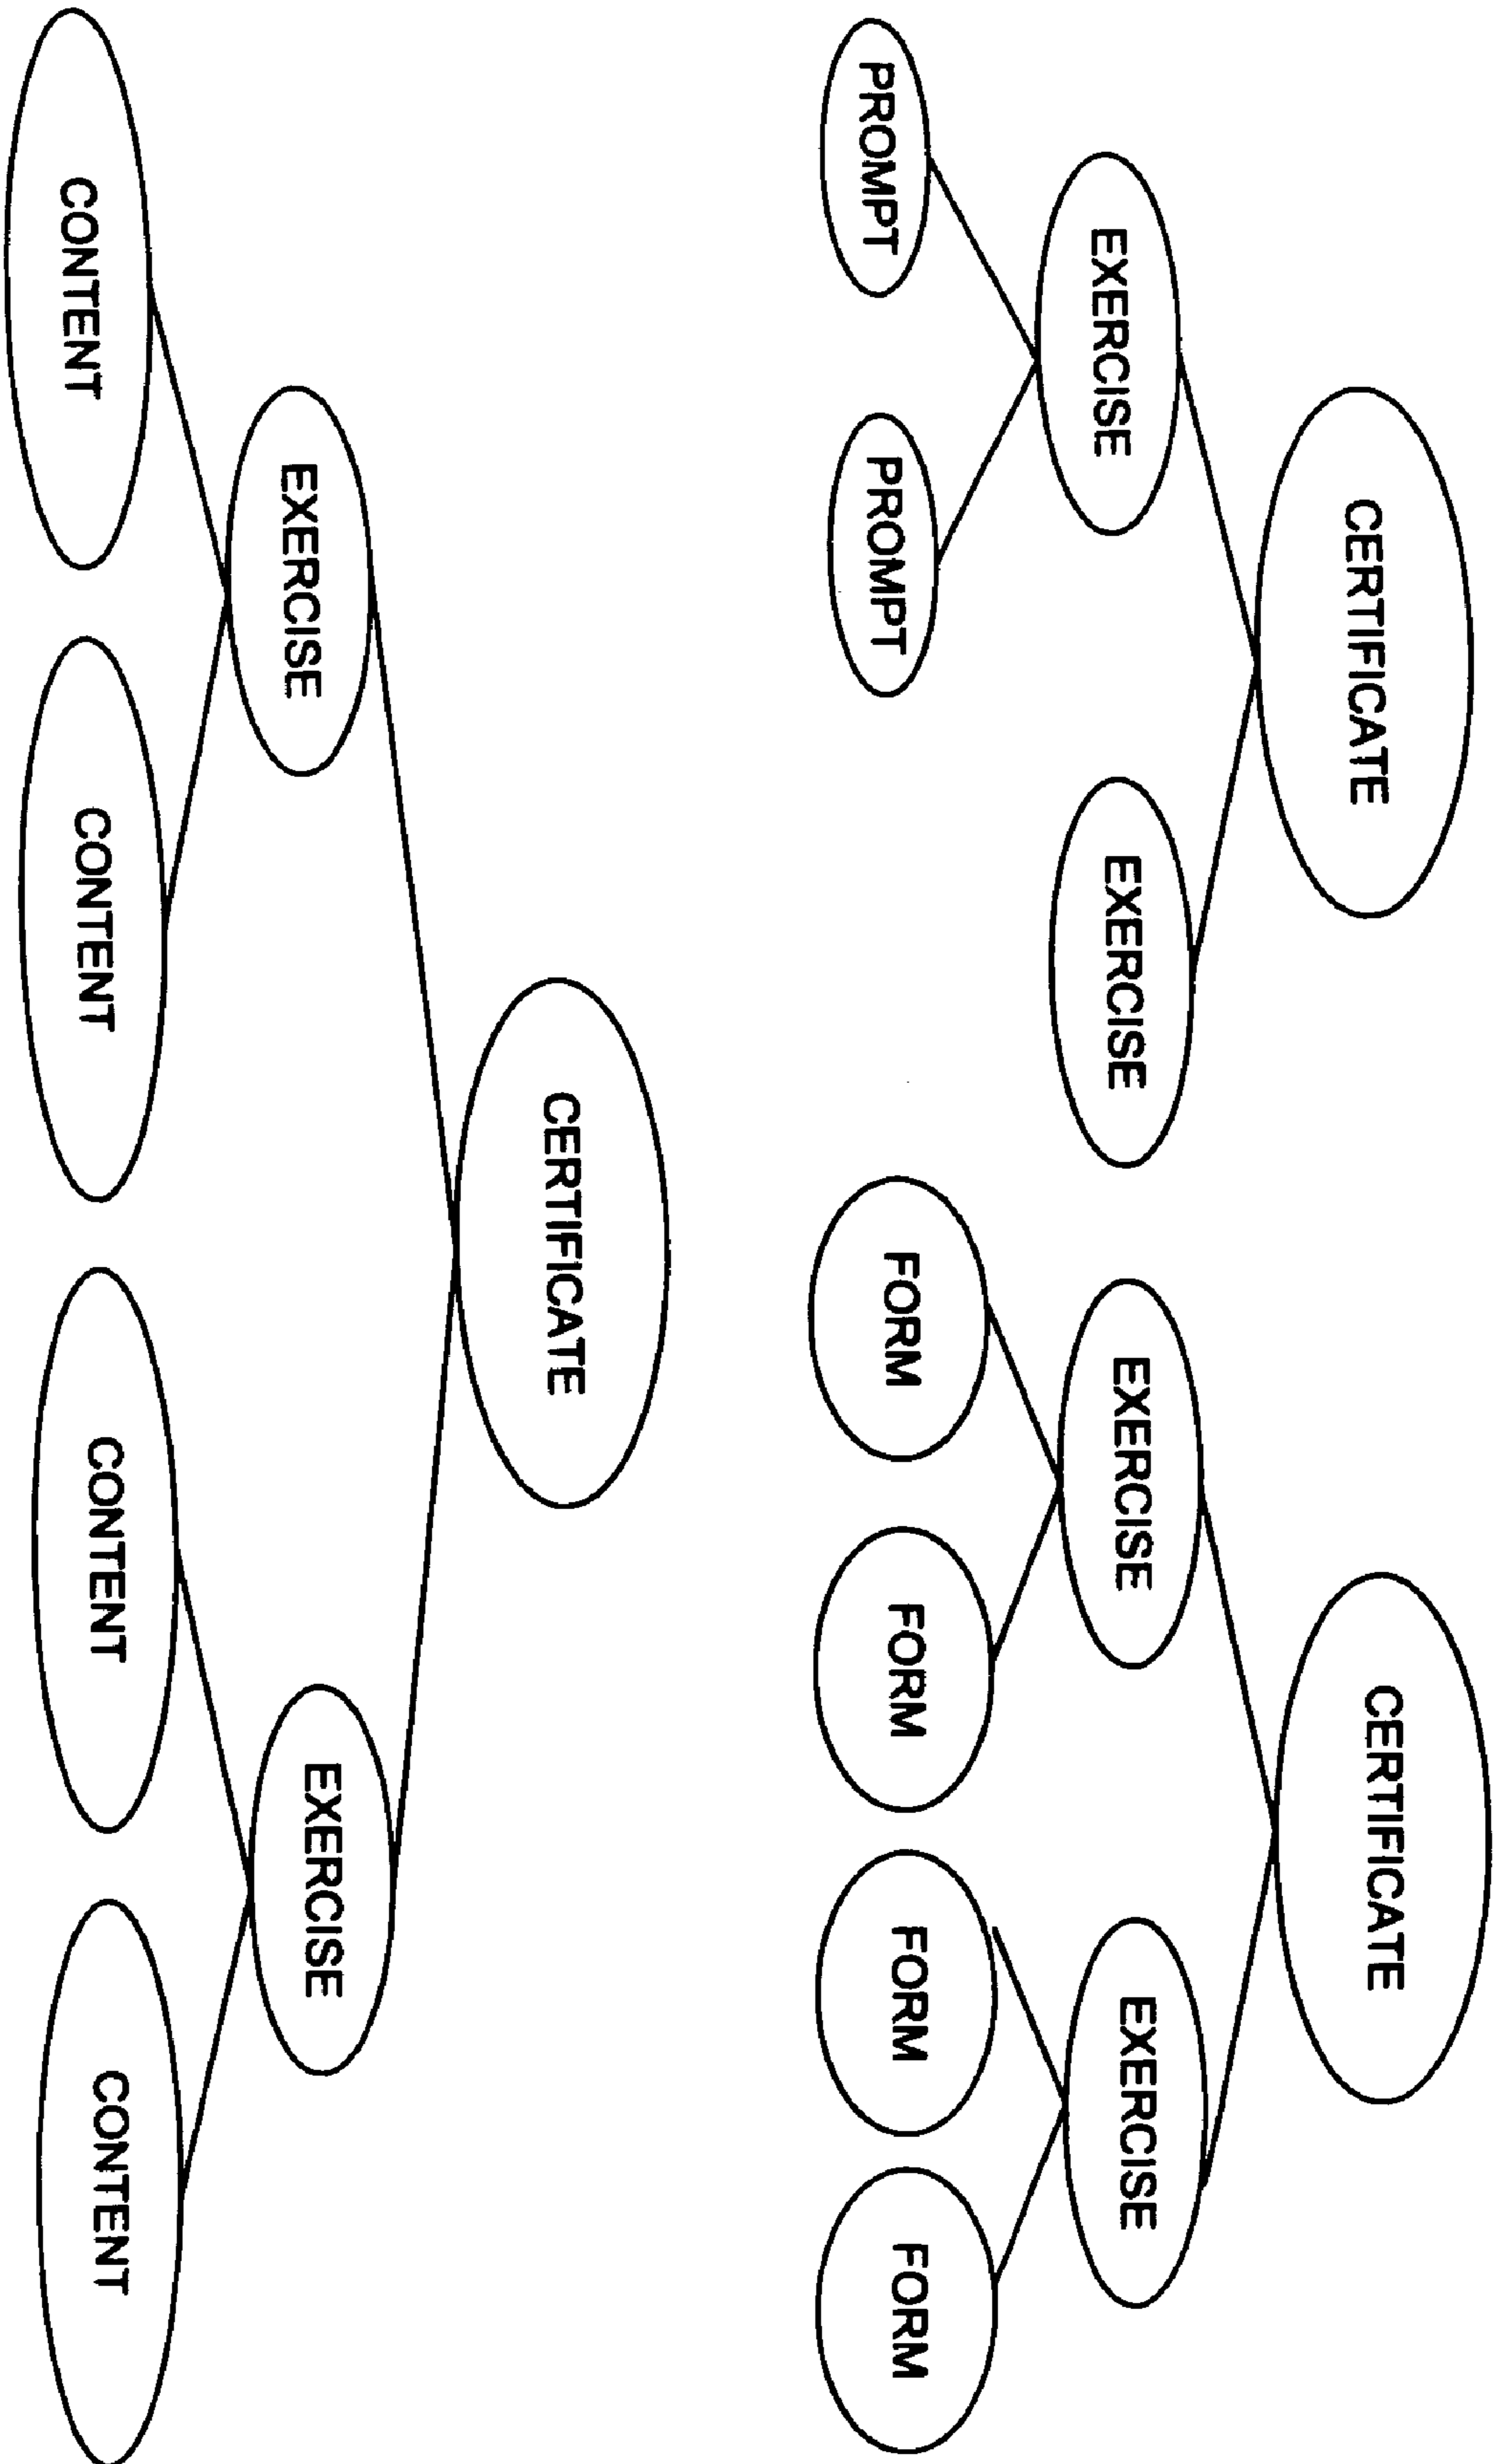 CERTIFICATE
CERTIFICATE
EXERCISE
EXERCISE
EXERCISE
EXERCISE
PROMPT
PROMPT
FORM
FORM
FORM
FORM
CERTIFICATE
EXERCISE
EXERCISE
CONTENT
CONTENT
CONTENT
CONTENT